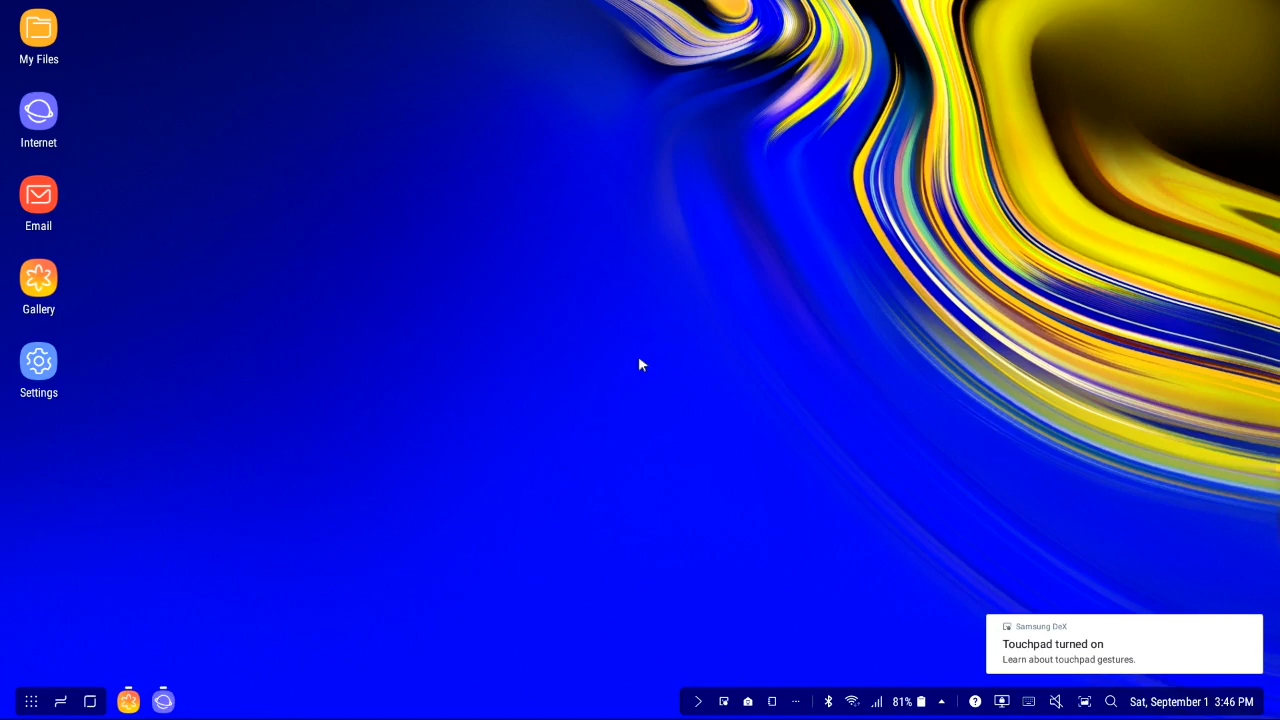 My Files
Internet
Email
Gallery
Settings
Samsung DeX
Touchpad turned on
Learn about touchpad gestures.
81%
Sat, September 1 3:46 PM